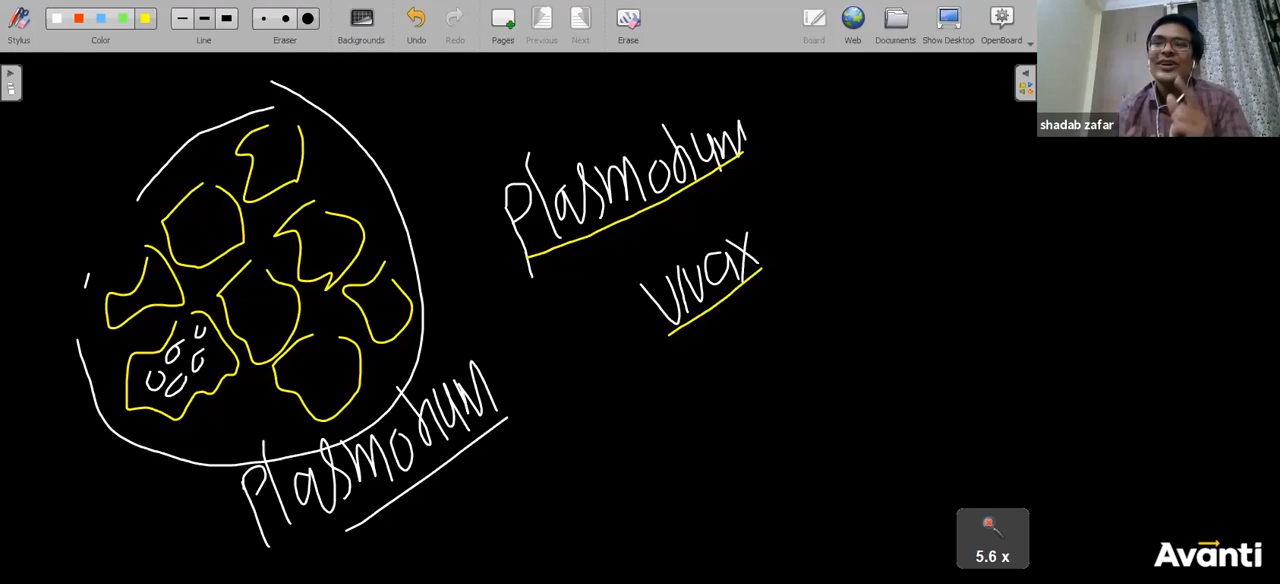 Stylus
Color
Line
Eraser
Backgrounds
Undo
Redo
Pages
Previous
Next
Erase
Board
Web
Documents
Show Desktop
OpenBoard
shadab zafar
Plasmodium
vivax
Plasmodium
5.6 x
Avanti